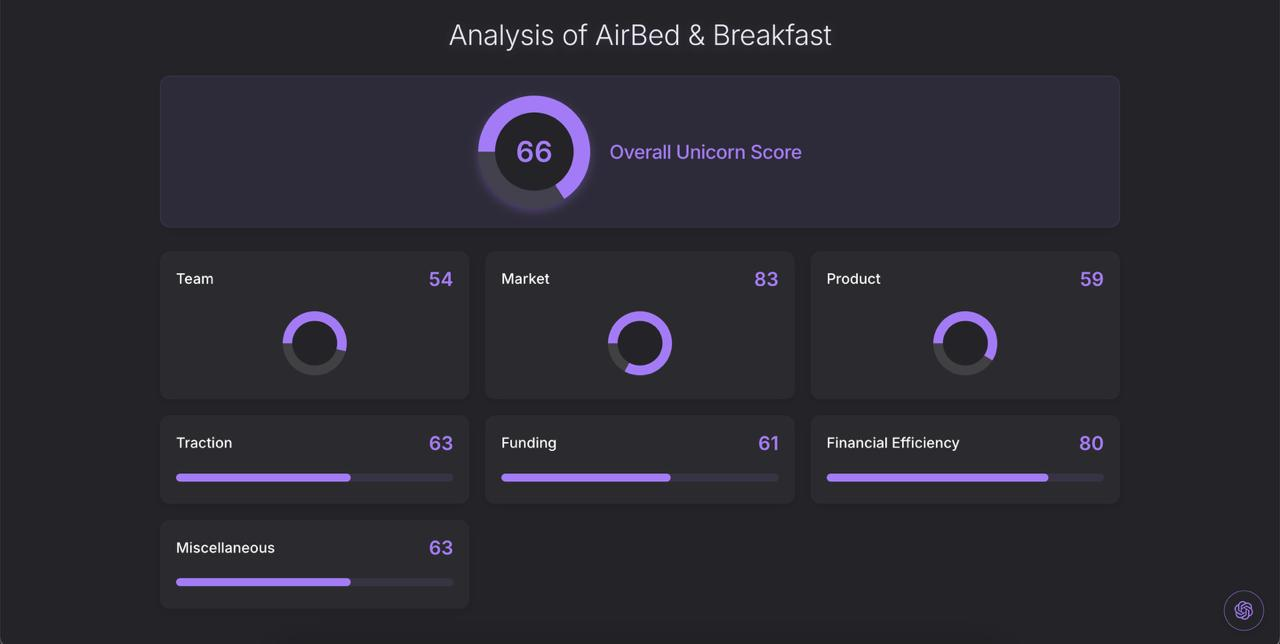 Analysis of AirBed & Breakfast
66
Overall Unicorn Score
Team
54
Market
83
Product
59
Traction
63
Funding
61
Financial Efficiency
80
Miscellaneous
63